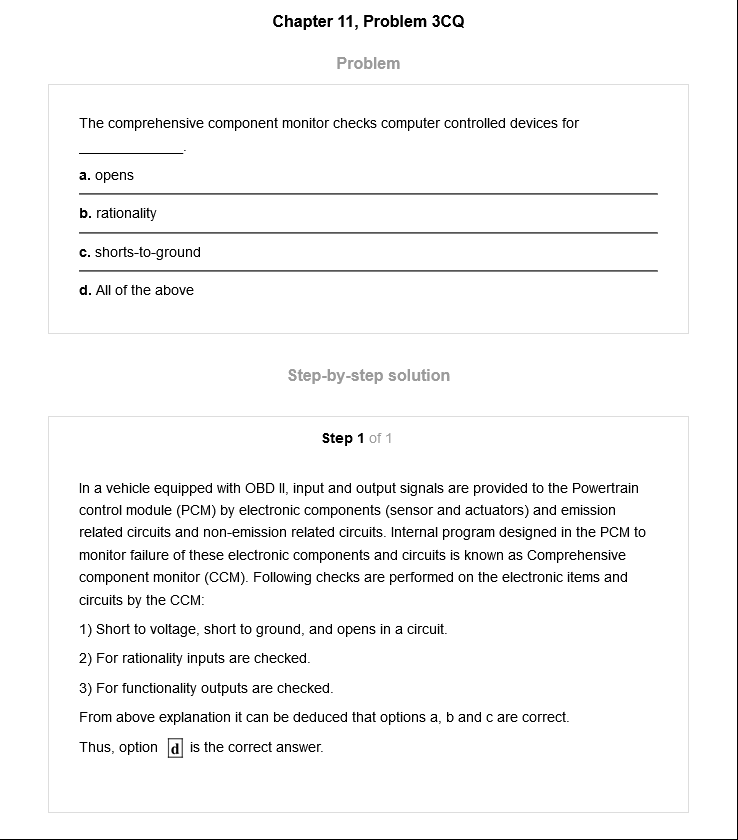 Chapter 11, Problem 3CQ
Problem
The comprehensive component monitor checks computer controlled devices for
_____________.
a. opens
b. rationality
c. shorts-to-ground
d. All of the above
Step-by-step solution
Step 1 of 1
In a vehicle equipped with OBD II, input and output signals are provided to the Powertrain
control module (PCM) by electronic components (sensor and actuators) and emission
related circuits and non-emission related circuits. Internal program designed in the PCM to
monitor failure of these electronic components and circuits is known as Comprehensive
component monitor (CCM). Following checks are performed on the electronic items and
circuits by the CCM:
1) Short to voltage, short to ground, and opens in a circuit.
2) For rationality inputs are checked.
3) For functionality outputs are checked.
From above explanation it can be deduced that options a, b and c are correct.
Thus, option d is the correct answer.